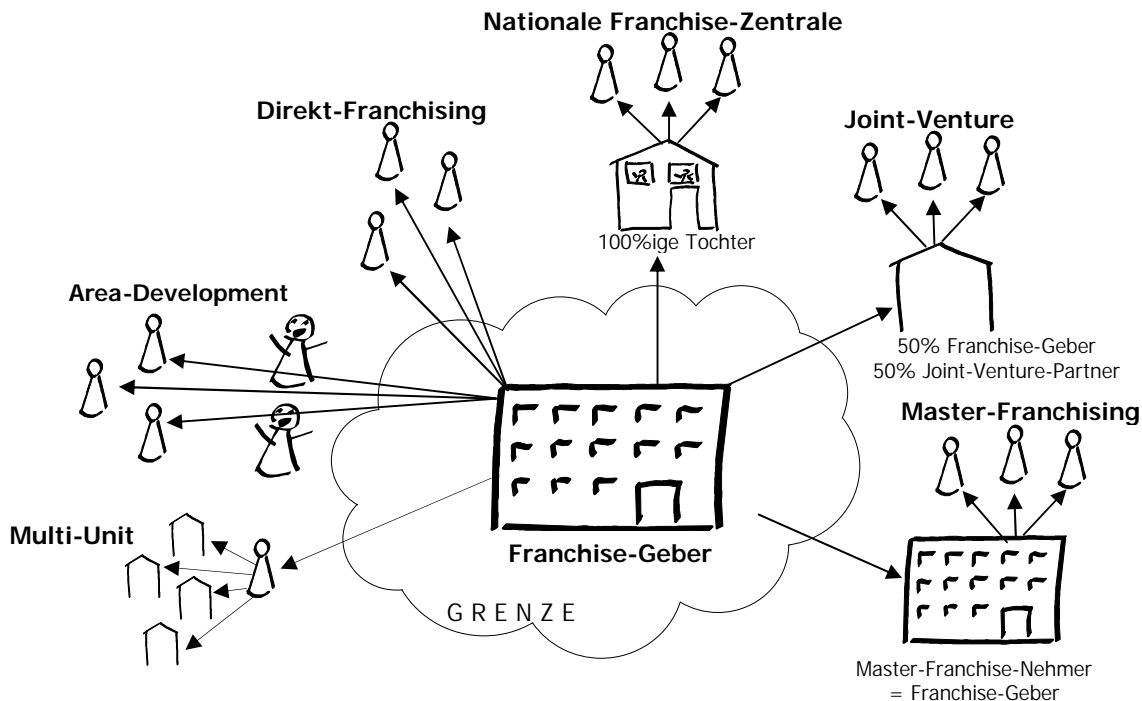 Nationale Franchise-Zentrale
Direkt-Franchising
Joint-Venture
100%ige Tochter
Area-Development
50% Franchise-Geber
50% Joint-Venture-Partner
Master-Franchising
Multi-Unit
Franchise-Geber
GRENZE
Master-Franchise-Nehmer
= Franchise-Geber